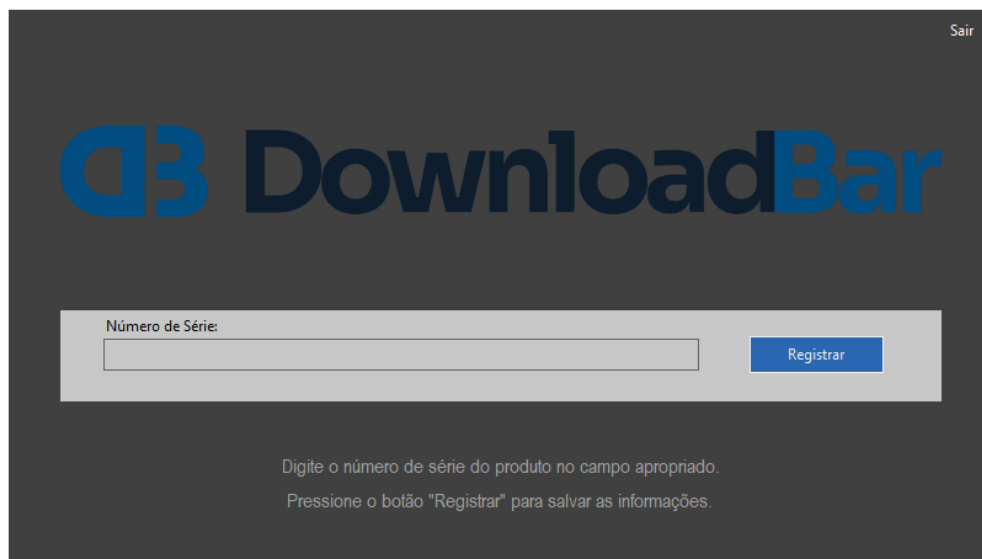 Sair
DownloadBar
Número de Série:
Registrar
Digite o número de série do produto no campo apropriado.
Pressione o botão "Registrar" para salvar as informações.